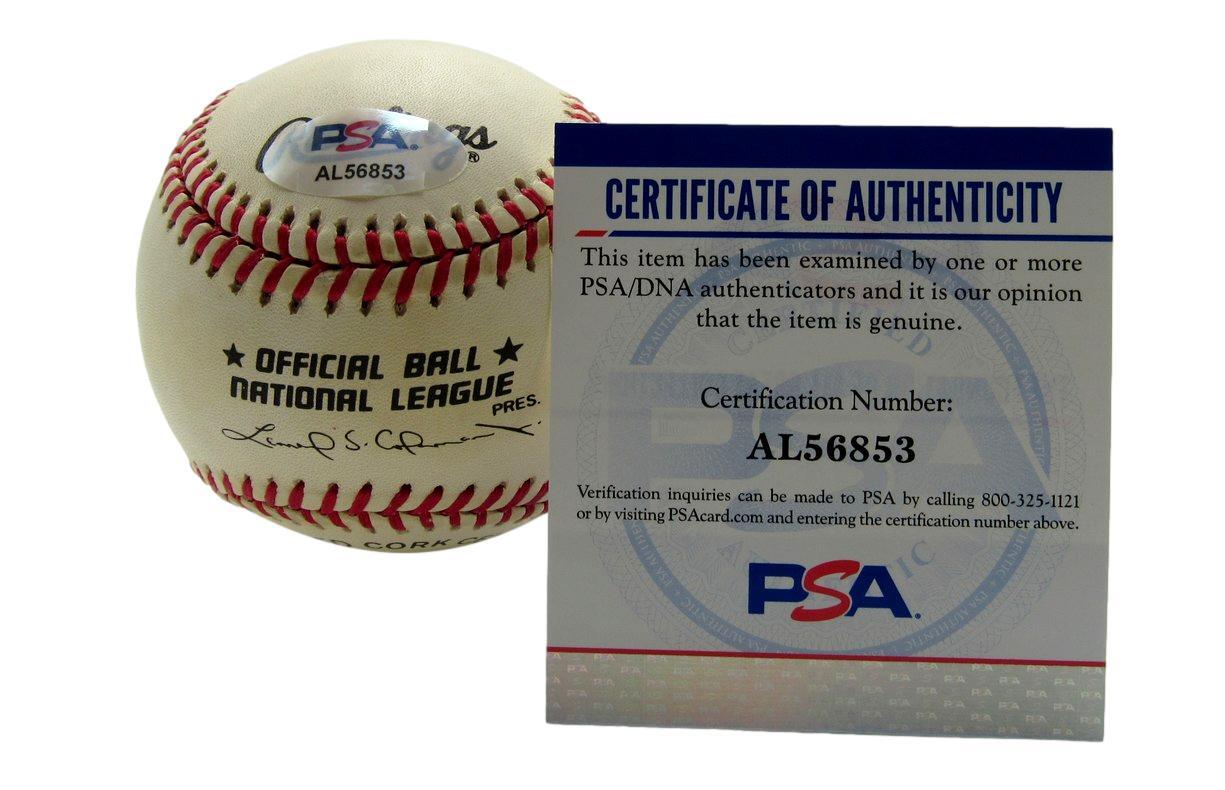 PSA.
AL56853
★ OFFICIAL BALL ★
NATIONAL LEAGUE
PRES.
CORK
CERTIFICATE OF AUTHENTICITY
This item has been examined by one or more
PSA/DNA authenticators and it is our opinion
that the item is genuine.
Certification Number:
AL56853
Verification inquiries can be made to PSA by calling 800-325-1121
or by visiting PSAcard.com and entering the certification number above.
PSA.